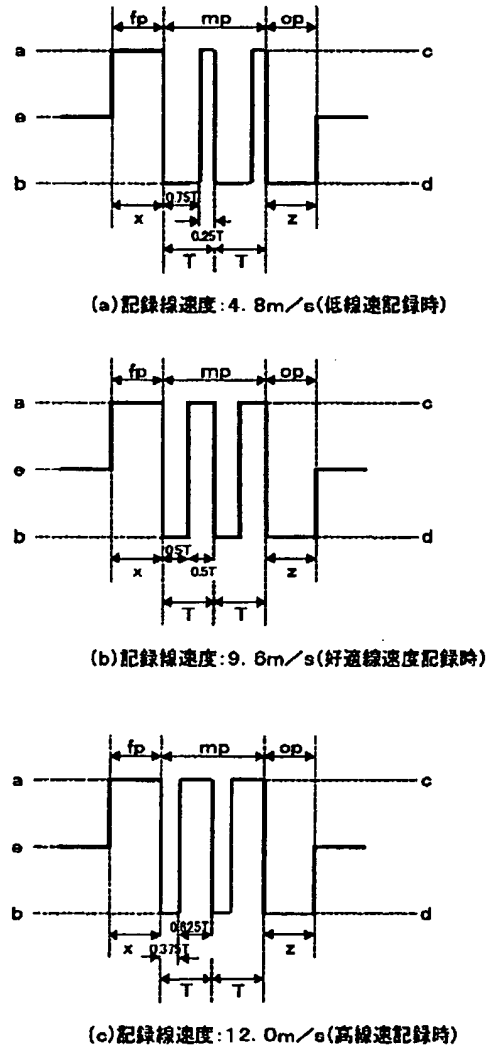 fp mp op
a c
e
b d
0.75T
x z
0.25T
T T
(a)記録線速度:4.8m/s(低線速記録時)
fp mp op
a c
e
b d
0.5T
x 0.5T z
T T
(b)記録線速度:9.6m/s(好適線速度記録時)
fp mp op
a c
e
b d
0.625T
x 0.375T z
T T
(c)記録線速度:12.0m/s(高線速記録時)